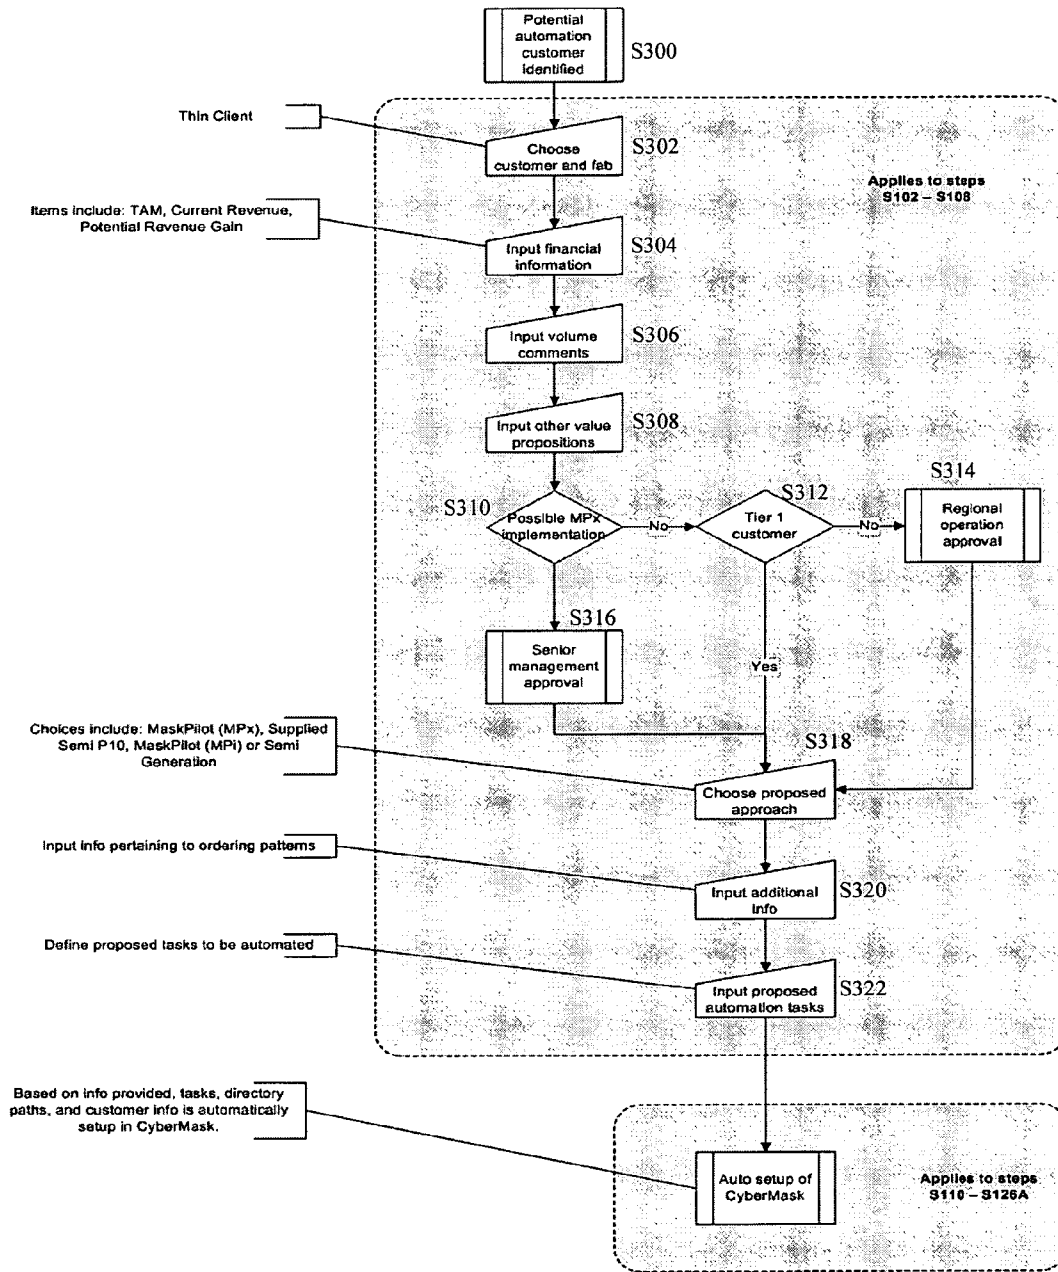 Potential
automation
customer
identified
S300
Thin Client
Choose
customer and fab
S302
Applies to steps
S102 – S108
Items include: TAM, Current Revenue,
Potential Revenue Gain
Input financial
information
S304
Input volume
comments
S306
Input other value
propositions
S308
S310
Possible MPx
implementation
No
S312
Tier 1
customer
No
S314
Regional
operation
approval
S316
Senior
management
approval
Yes
Choices include: MaskPilot (MPx), Supplied
Semi P10, MaskPilot (MPi) or Semi
Generation
S318
Choose proposed
approach
Input info pertaining to ordering patterns
Input additional
info
S320
Define proposed tasks to be automated
Input proposed
automation tasks
S322
Based on info provided, tasks, directory
paths, and customer info is automatically
setup in CyberMask.
Auto setup of
CyberMask
Applies to steps
S110 – S126A